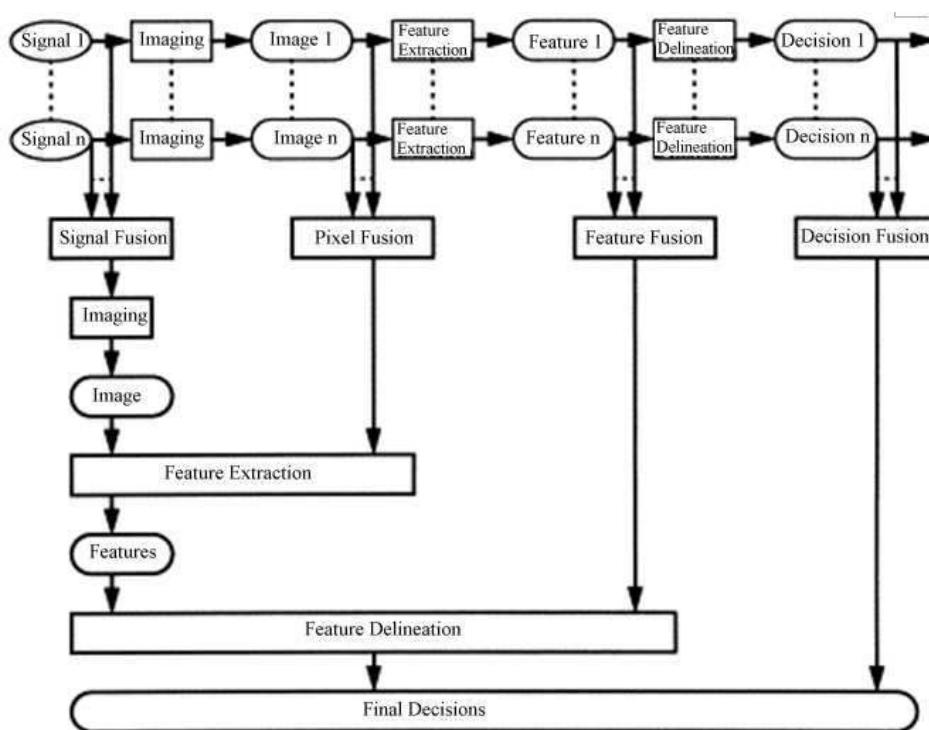 Signal 1
Imaging
Image 1
Feature
Extraction
Feature 1
Feature
Delineation
Decision 1
Signal n
Imaging
Image n
Feature
Extraction
Feature n
Feature
Delineation
Decision n
Signal Fusion
Pixel Fusion
Feature Fusion
Decision Fusion
Imaging
Image
Feature Extraction
Features
Feature Delineation
Final Decisions